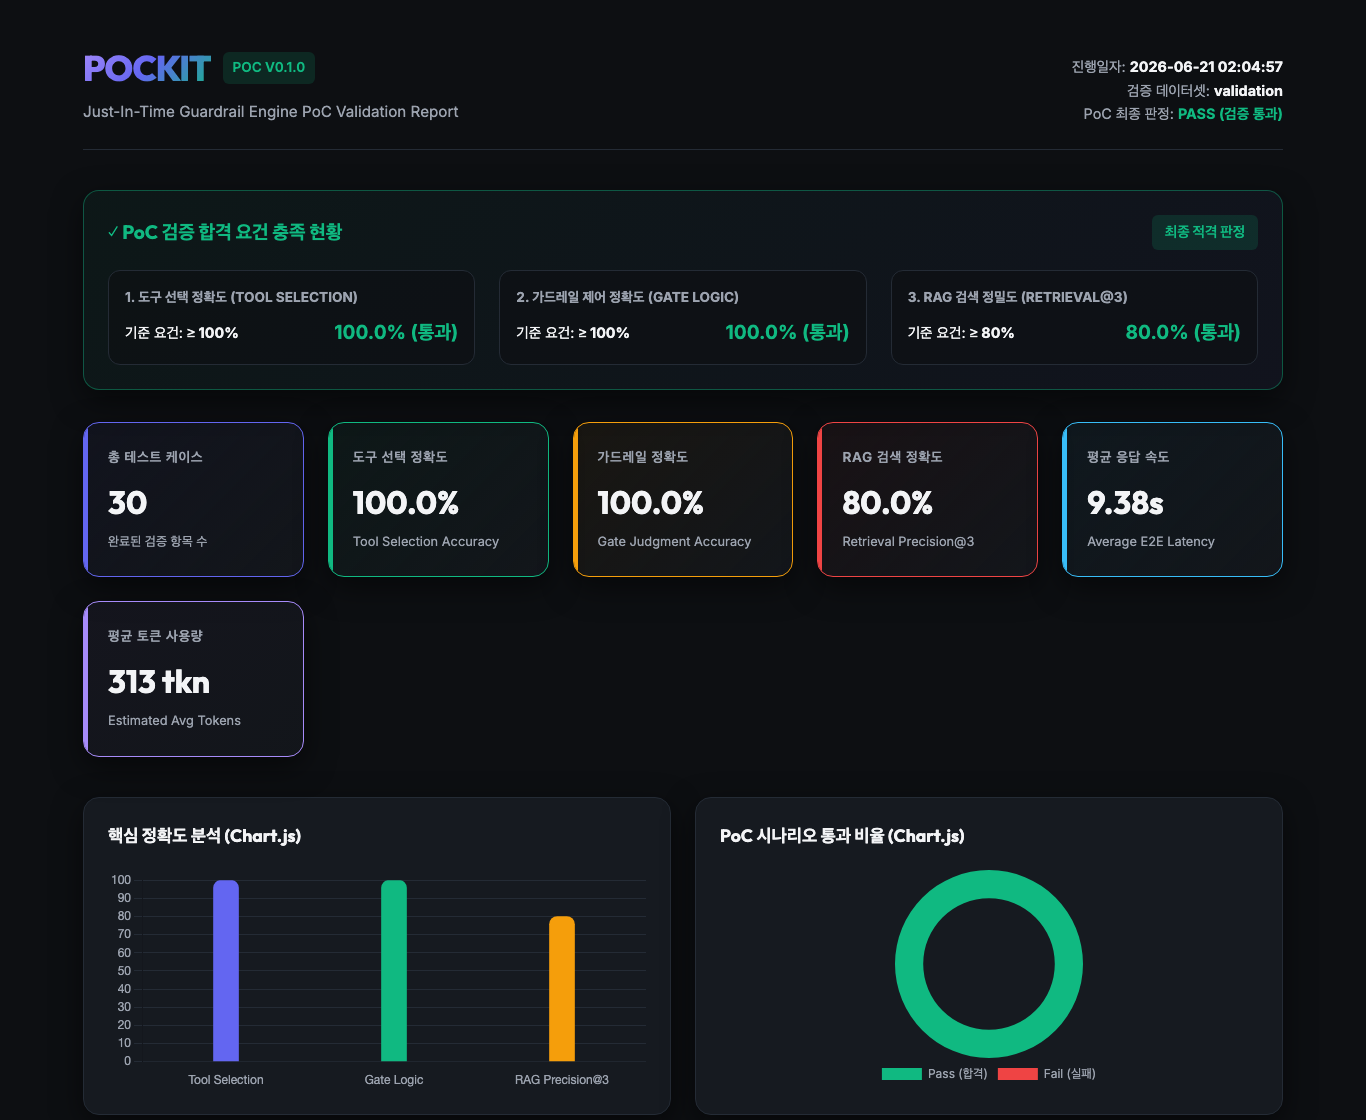 POCKIT
POC V0.1.0
Just-In-Time Guardrail Engine PoC Validation Report
진행일자: 2026-06-21 02:04:57
검증 데이터셋: validation
PoC 최종 판정: PASS (검증 통과)
✓ PoC 검증 합격 요건 충족 현황
최종 적격 판정
1. 도구 선택 정확도 (TOOL SELECTION)
기준 요건: ≥ 100%
100.0% (통과)
2. 가드레일 제어 정확도 (GATE LOGIC)
기준 요건: ≥ 100%
100.0% (통과)
3. RAG 검색 정밀도 (RETRIEVAL@3)
기준 요건: ≥ 80%
80.0% (통과)
총 테스트 케이스
30
완료된 검증 항목 수
도구 선택 정확도
100.0%
Tool Selection Accuracy
가드레일 정확도
100.0%
Gate Judgment Accuracy
RAG 검색 정확도
80.0%
Retrieval Precision@3
평균 응답 속도
9.38s
Average E2E Latency
평균 토큰 사용량
313 tkn
Estimated Avg Tokens
핵심 정확도 분석 (Chart.js)
100
90
80
70
60
50
40
30
20
10
0
Tool Selection
Gate Logic
RAG Precision@3
PoC 시나리오 통과 비율 (Chart.js)
Pass (합격)
Fail (실패)